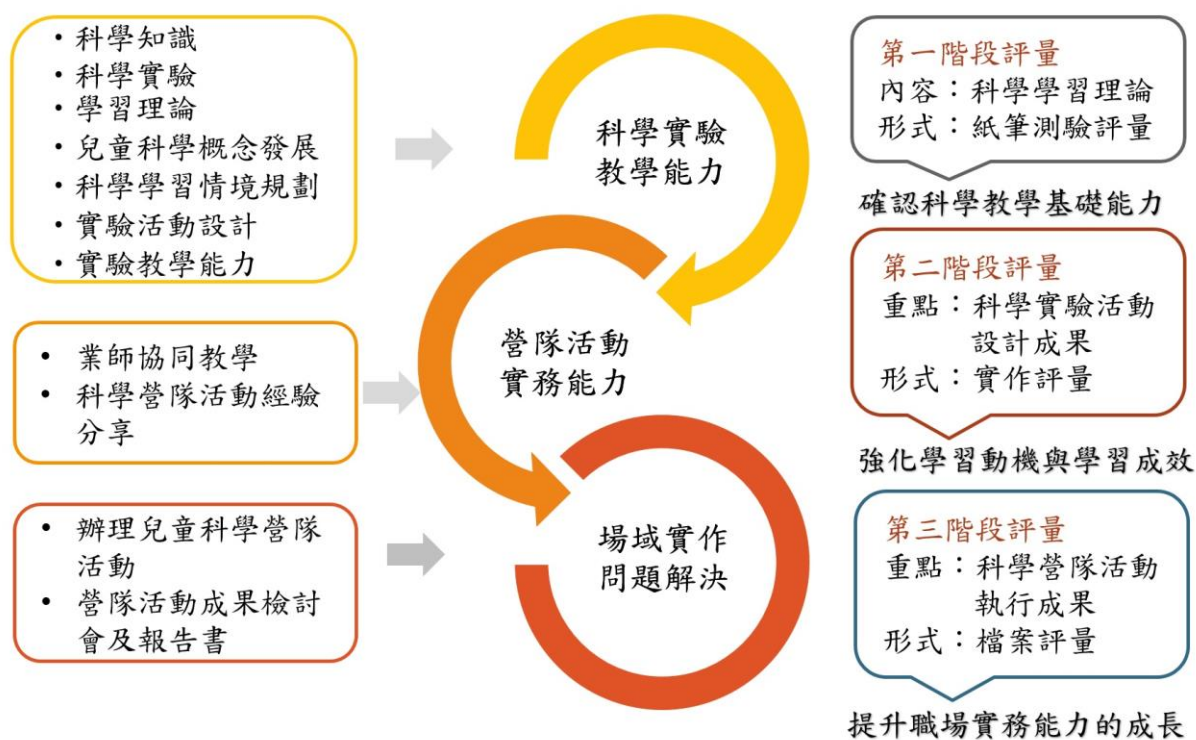 ・科學知識
・科學實驗
・學習理論
・兒童科學概念發展
・科學學習情境規劃
・實驗活動設計
・實驗教學能力
科學實驗
教學能力
第一階段評量
內容：科學學習理論
形式：紙筆測驗評量
確認科學教學基礎能力
• 業師協同教學
• 科學營隊活動經驗
分享
營隊活動
實務能力
第二階段評量
重點：科學實驗活動
設計成果
形式：實作評量
強化學習動機與學習成效
• 辦理兒童科學營隊
活動
• 營隊活動成果檢討
會及報告書
場域實作
問題解決
第三階段評量
重點：科學營隊活動
執行成果
形式：檔案評量
提升職場實務能力的成長